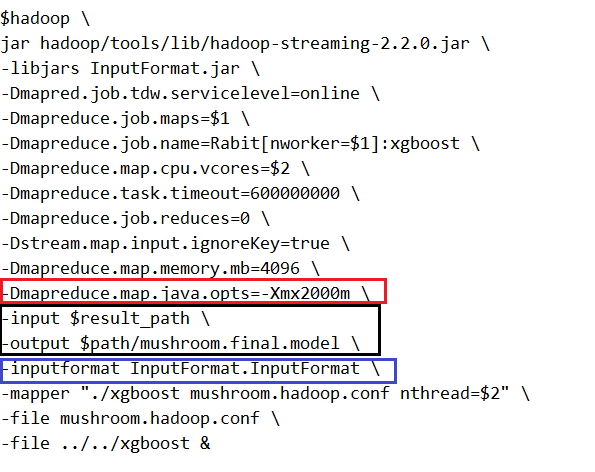 $hadoop \
jar hadoop/tools/lib/hadoop-streaming-2.2.0.jar \
-libjars InputFormat.jar \
-Dmapred.job.tdw.servicelevel=online \
-Dmapreduce.job.maps=$1 \
-Dmapreduce.job.name=Rabit[nworker=$1]:xgboost \
-Dmapreduce.map.cpu.vcores=$2 \
-Dmapreduce.task.timeout=600000000 \
-Dmapreduce.job.reduces=0 \
-Dstream.map.input.ignoreKey=true \
-Dmapreduce.map.memory.mb=4096 \
-Dmapreduce.map.java.opts=-Xmx2000m \
-input $result_path \
-output $path/mushroom.final.model \
-inputformat InputFormat.InputFormat \
-mapper "./xgboost mushroom.hadoop.conf nthread=$2" \
-file mushroom.hadoop.conf \
-file ../../xgboost &